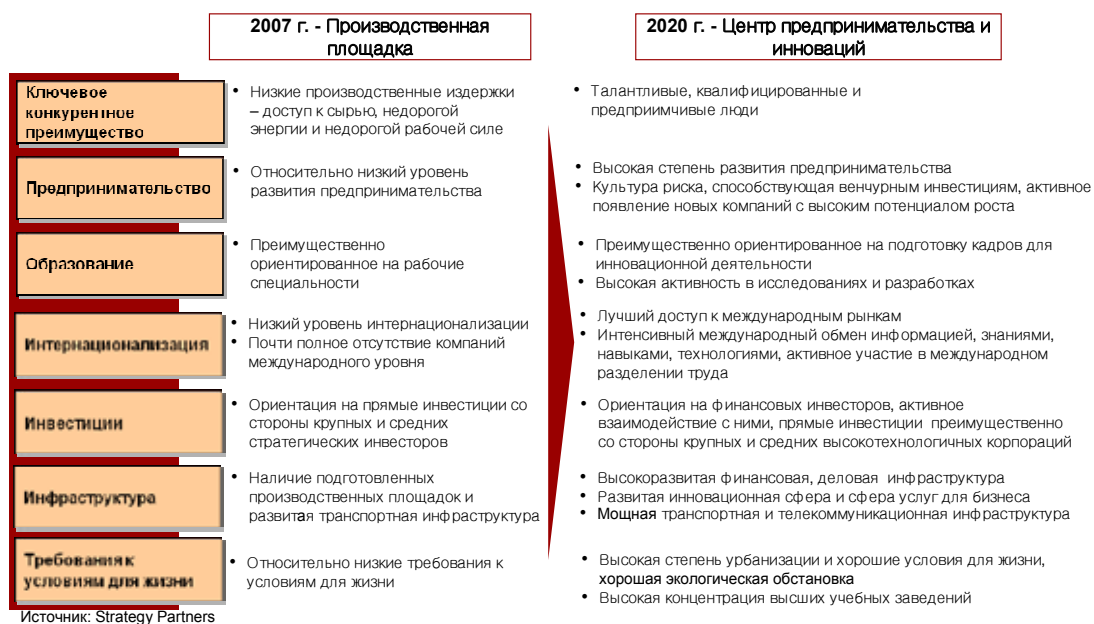 2007 г. - Производственная
площадка
2020 г. - Центр предпринимательства и
инноваций
Ключевое
конкурентное
преимущество
• Низкие производственные издержки
– доступ к сырью, недорогой
энергии и недорогой рабочей силе
• Талантливые, квалифицированные и
предприимчивые люди
Предпринимательство
• Относительно низкий уровень
развития предпринимательства
• Высокая степень развития предпринимательства
• Культура риска, способствующая венчурным инвестициям, активное
появление новых компаний с высоким потенциалом роста
Образование
• Преимущественно
ориентированное на рабочие
специальности
• Преимущественно ориентированное на подготовку кадров для
инновационной деятельности
• Высокая активность в исследованиях и разработках
Интернационализация
• Низкий уровень интернационализации
• Почти полное отсутствие компаний
международного уровня
• Лучший доступ к международным рынкам
• Интенсивный международный обмен информацией, знаниями,
навыками, технологиями, активное участие в международном
разделении труда
Инвестиции
• Ориентация на прямые инвестиции со
стороны крупных и средних
стратегических инвесторов
• Ориентация на финансовых инвесторов, активное
взаимодействие с ними, прямые инвестиции преимущественно
со стороны крупных и средних высокотехнологичных корпораций
Инфраструктура
• Наличие подготовленных
производственных площадок и
развитая транспортная инфраструктура
• Высокоразвитая финансовая, деловая инфраструктура
• Развитая инновационная сфера и сфера услуг для бизнеса
• Мощная транспортная и телекоммуникационная инфраструктура
Требования к
условиям для жизни
• Относительно низкие требования к
условиям для жизни
• Высокая степень урбанизации и хорошие условия для жизни,
хорошая экологическая обстановка
• Высокая концентрация высших учебных заведений
Источник: Strategy Partners